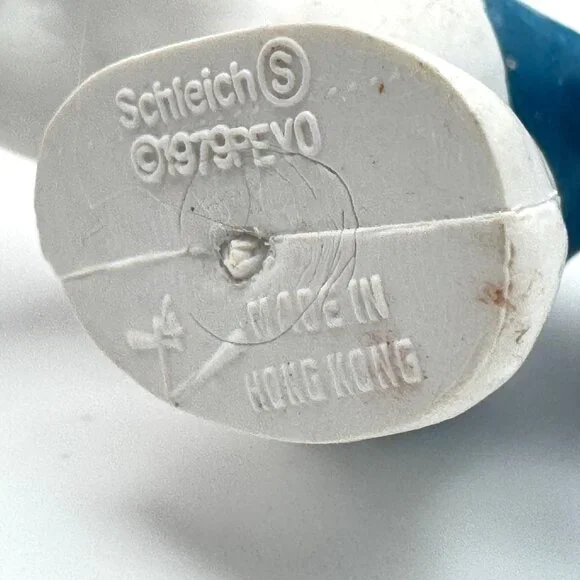 Schleich Ⓢ
©1979 PEYO
MADE IN
HONG KONG